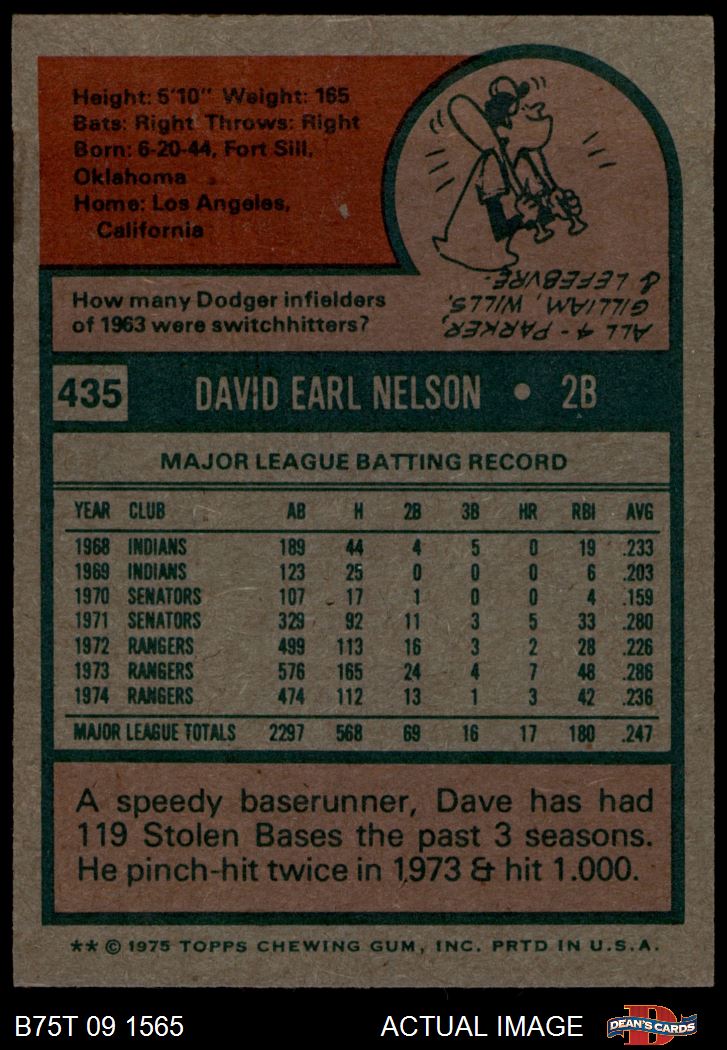 Height: 5'10" Weight: 165
Bats: Right Throws: Right
Born: 6-20-44, Fort Sill,
Oklahoma
Home: Los Angeles,
California
How many Dodger infielders
of 1963 were switchhitters?
ALL 4 - PARKER,
GILLIAM, WILLS,
& LEFEBVRE.
435 DAVID EARL NELSON • 2B
MAJOR LEAGUE BATTING RECORD
YEAR CLUB AB H 2B 3B HR RBI AVG
1968 INDIANS 189 44 4 5 0 19 .233
1969 INDIANS 123 25 0 0 0 6 .203
1970 SENATORS 107 17 1 0 0 4 .159
1971 SENATORS 329 92 11 3 5 33 .280
1972 RANGERS 499 113 16 3 2 28 .226
1973 RANGERS 576 165 24 4 7 48 .286
1974 RANGERS 474 112 13 1 3 42 .236
MAJOR LEAGUE TOTALS 2297 568 69 16 17 180 .247
A speedy baserunner, Dave has had
119 Stolen Bases the past 3 seasons.
He pinch-hit twice in 1973 & hit 1.000.
** © 1975 TOPPS CHEWING GUM, INC. PRTD IN U.S.A.
B75T 09 1565 ACTUAL IMAGE D DEAN'S CARDS